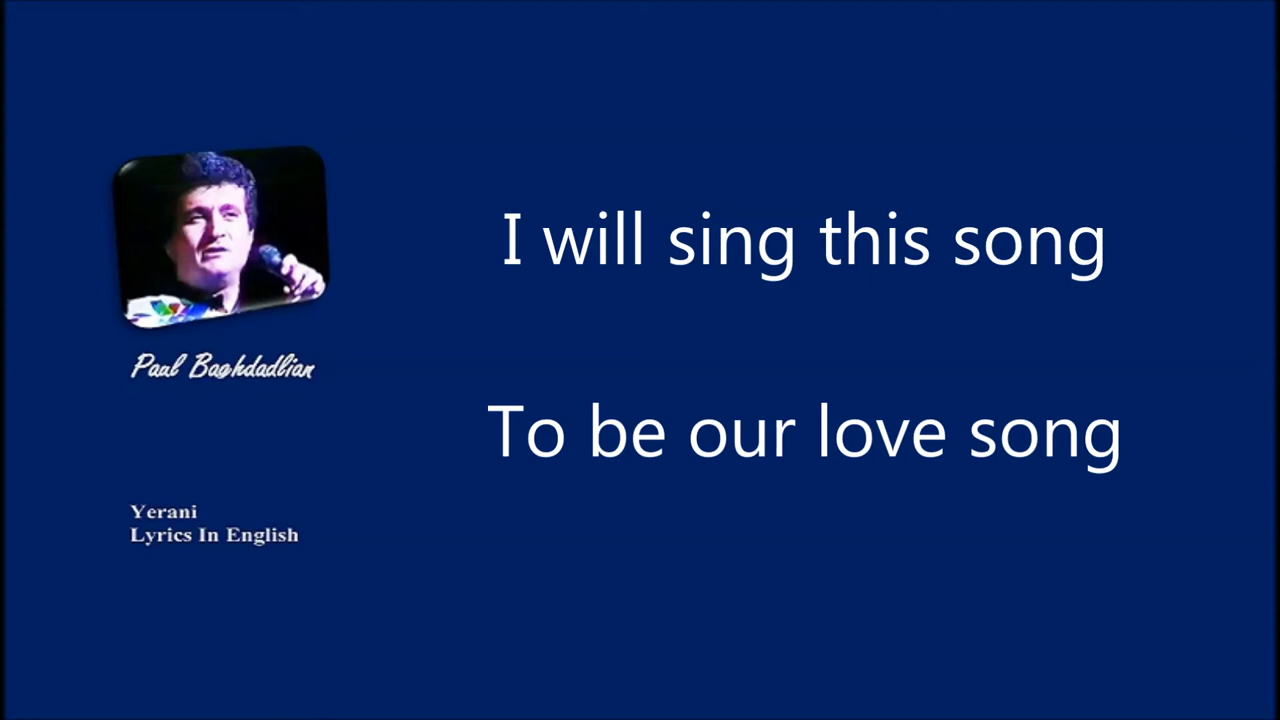 I will sing this song
To be our love song
Paul Baghdadlian
Yerani
Lyrics In English